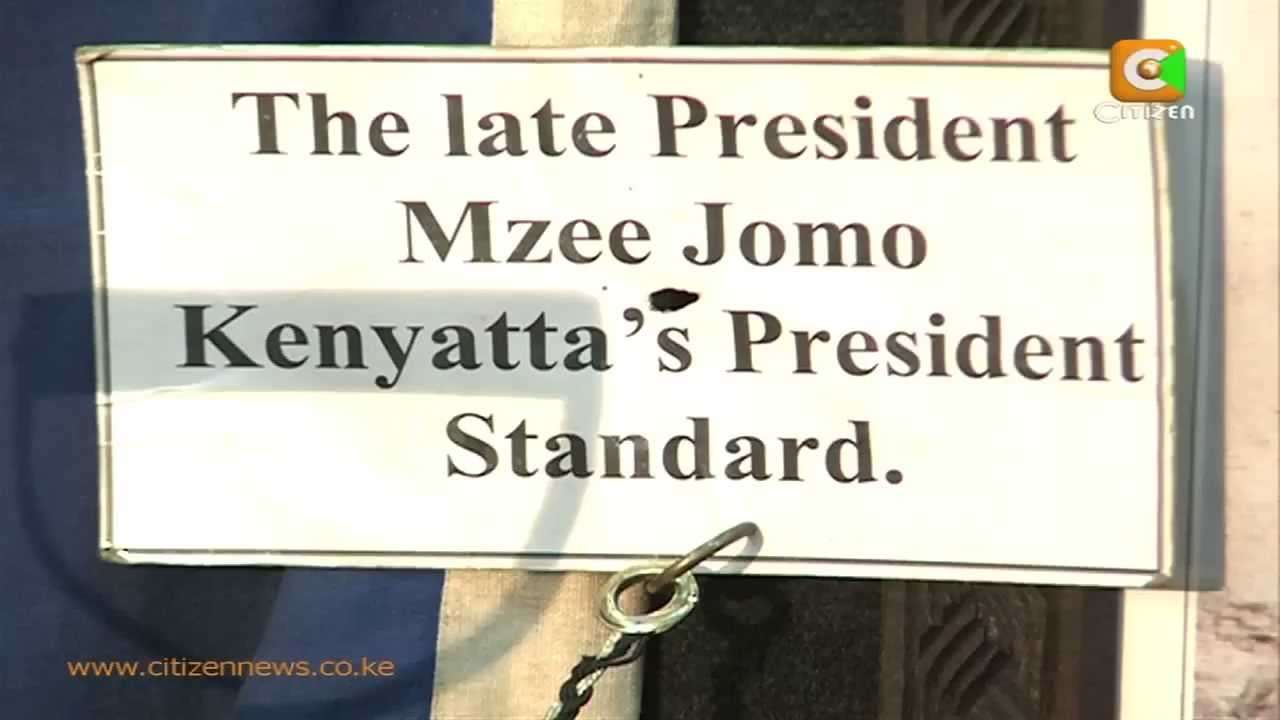 CITIZEN
The late President
Mzee Jomo
Kenyatta’s President
Standard.
www.citizennews.co.ke